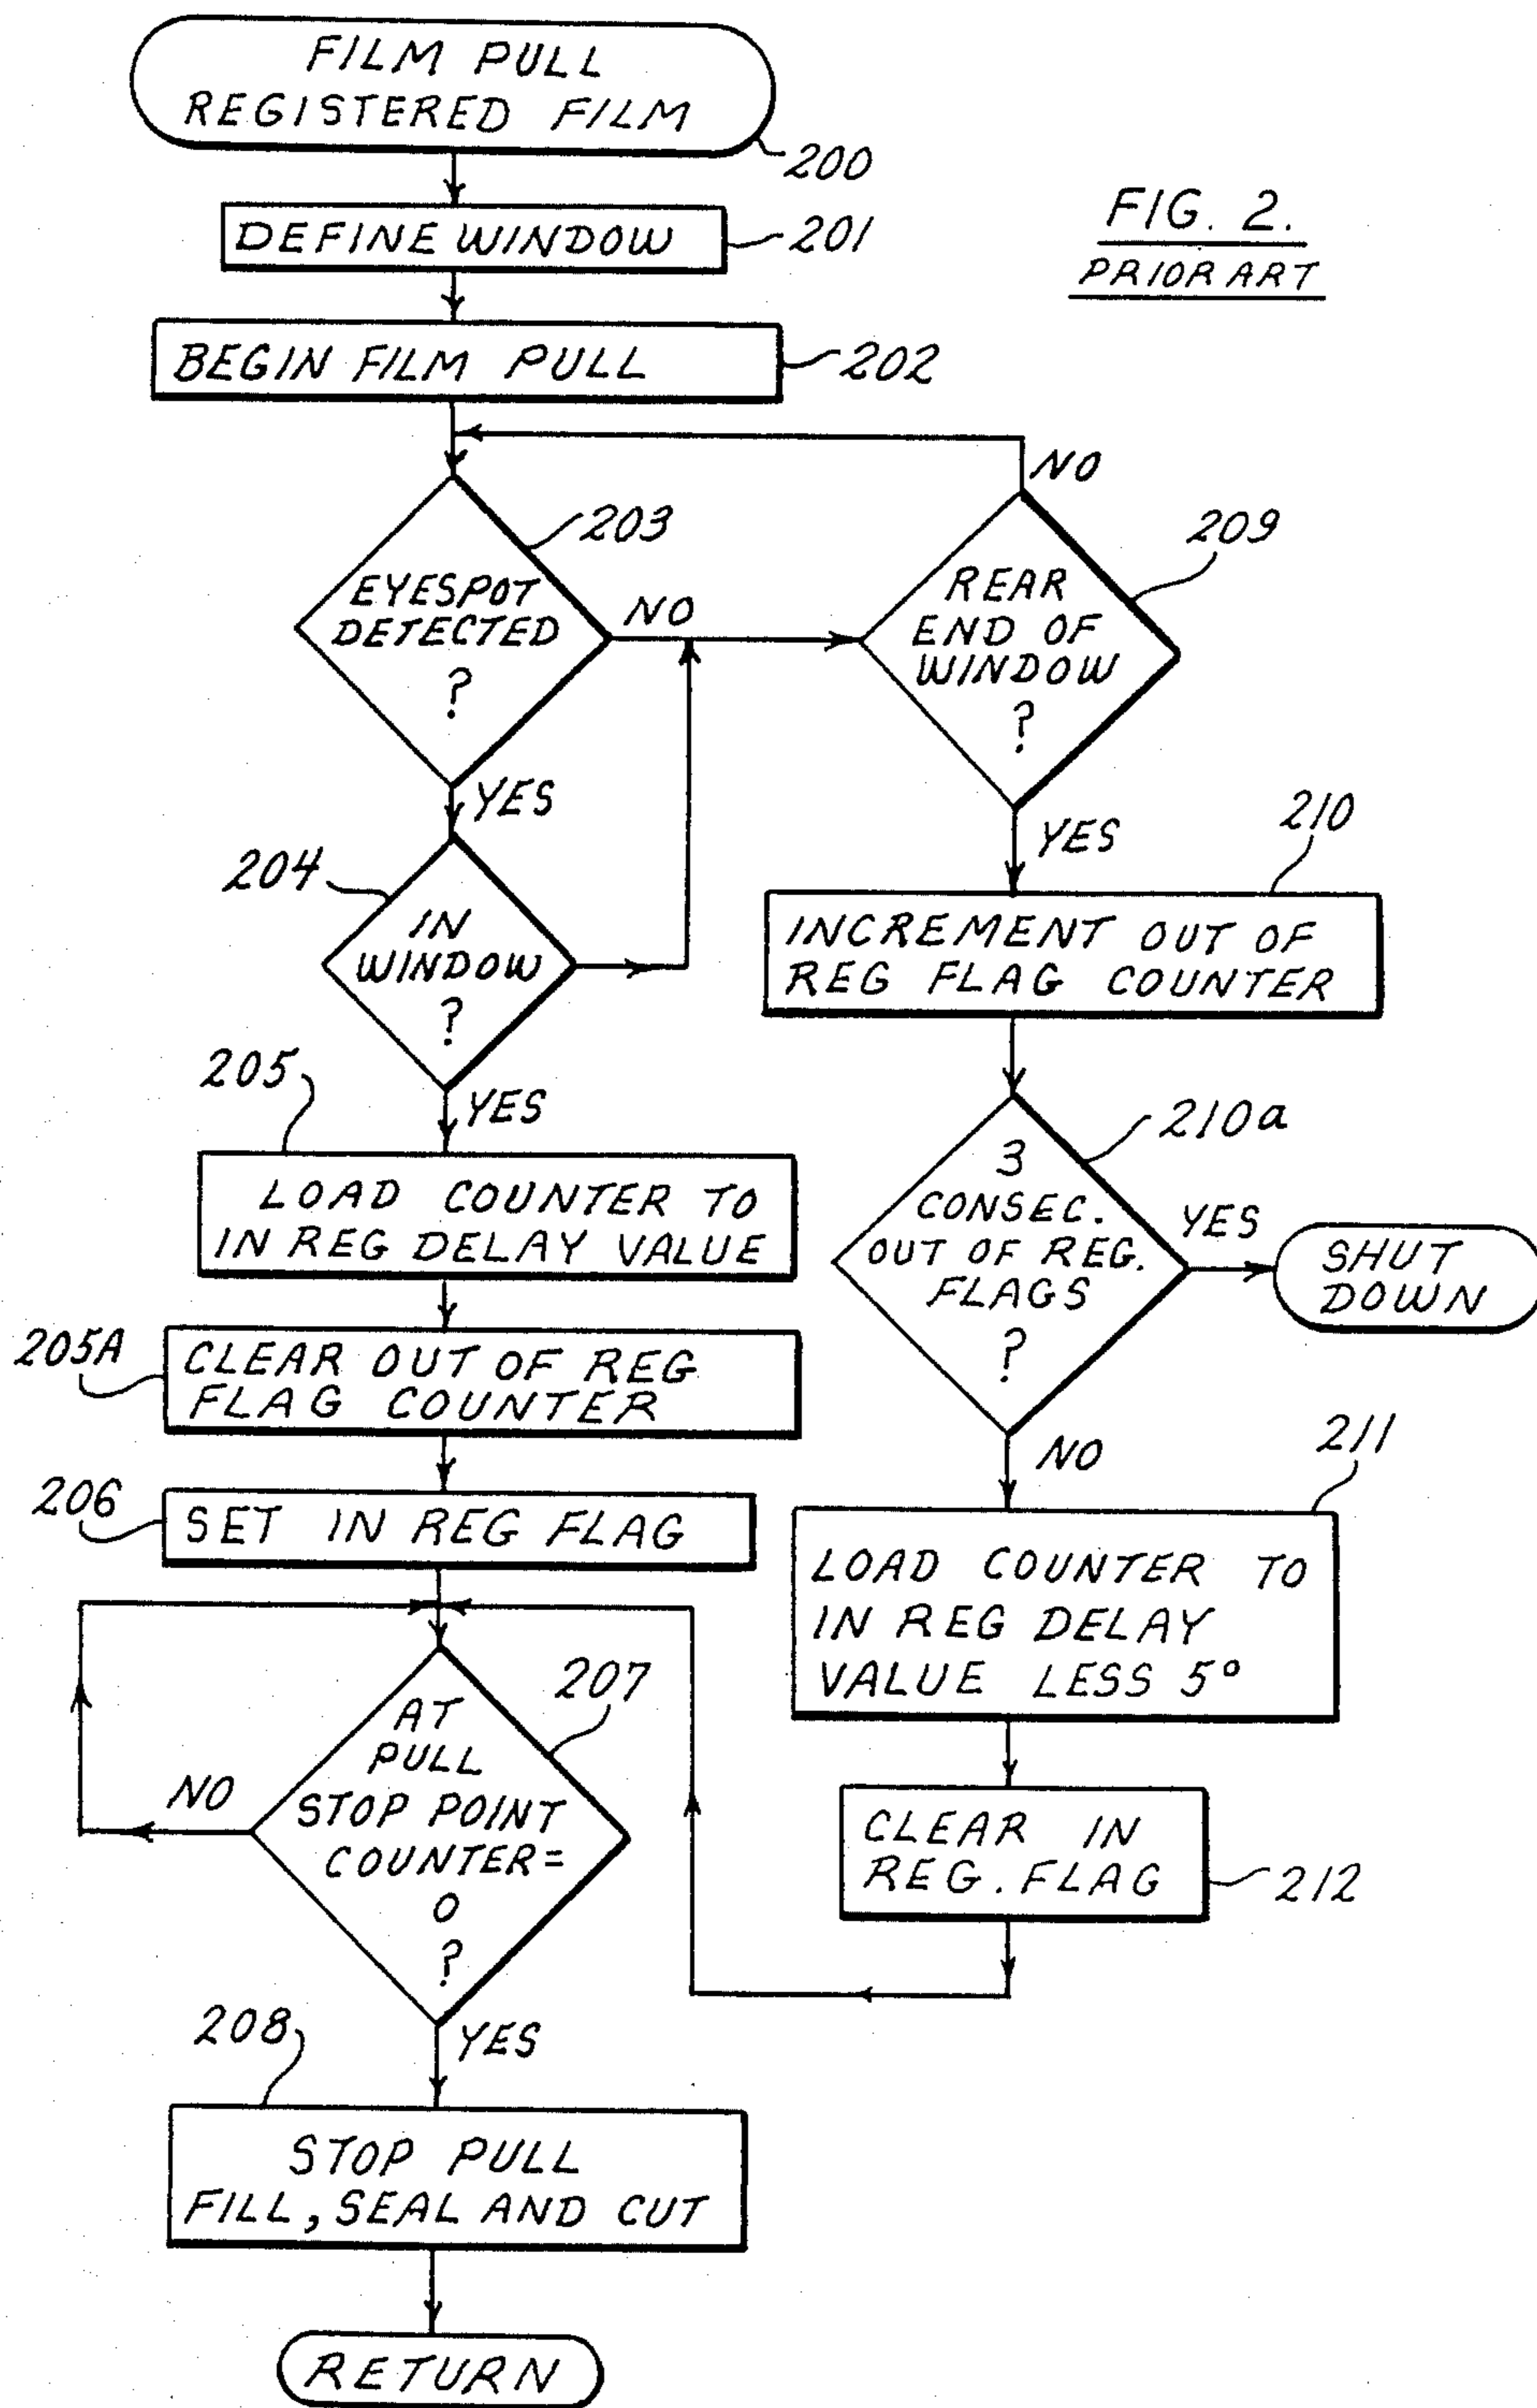 FILM PULL
REGISTERED FILM
200
FIG. 2.
PRIOR ART
DEFINE WINDOW
201
BEGIN FILM PULL
202
NO
203
209
EYESPOT
DETECTED
?
NO
REAR
END OF
WINDOW
?
YES
YES
210
204
IN
WINDOW
?
INCREMENT OUT OF
REG FLAG COUNTER
205
YES
210a
LOAD COUNTER TO
IN REG DELAY VALUE
3
CONSEC.
OUT OF REG.
FLAGS
?
YES
SHUT
DOWN
205A
CLEAR OUT OF REG
FLAG COUNTER
NO
211
206
SET IN REG FLAG
LOAD COUNTER TO
IN REG DELAY
VALUE LESS 5°
207
AT
PULL
STOP POINT
COUNTER=
0
?
NO
CLEAR IN
REG. FLAG
212
208
YES
STOP PULL
FILL, SEAL AND CUT
RETURN